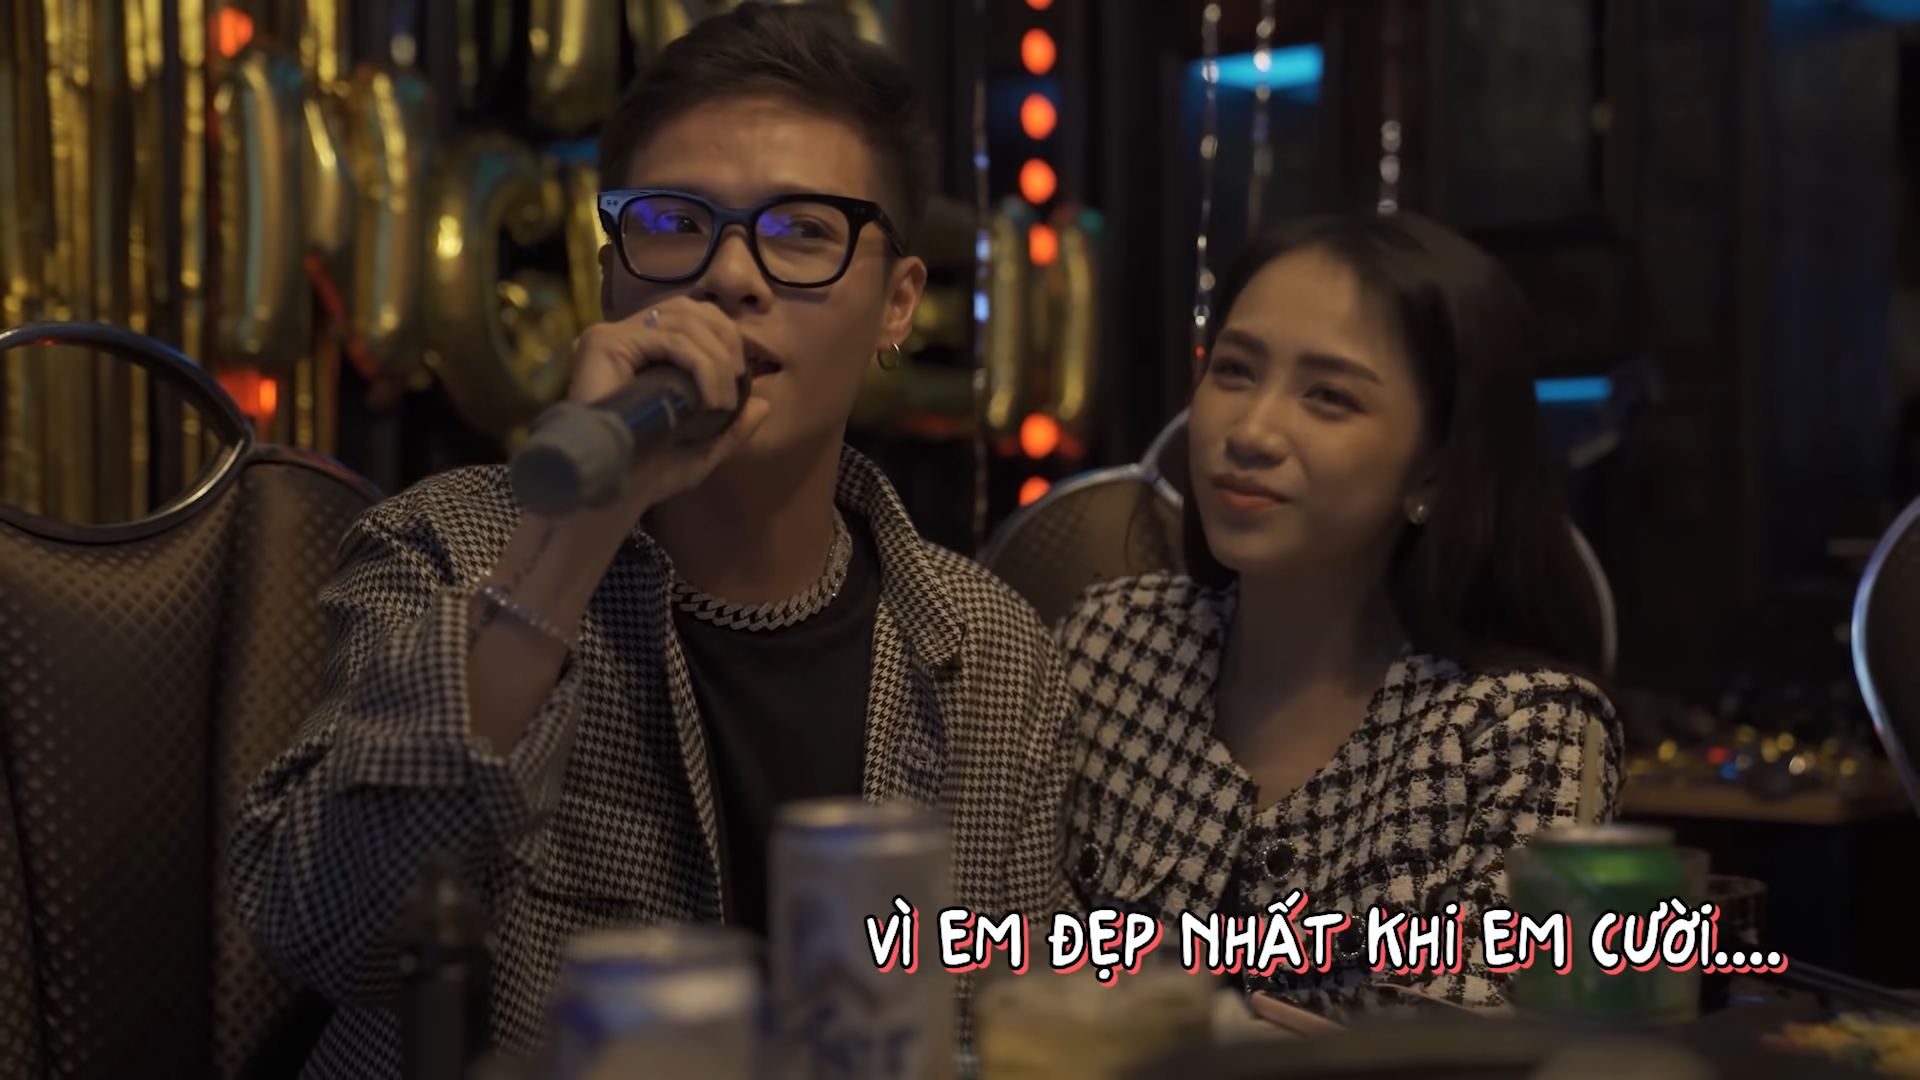 VÌ EM ĐẸP NHẤT KHI EM CƯỜI....